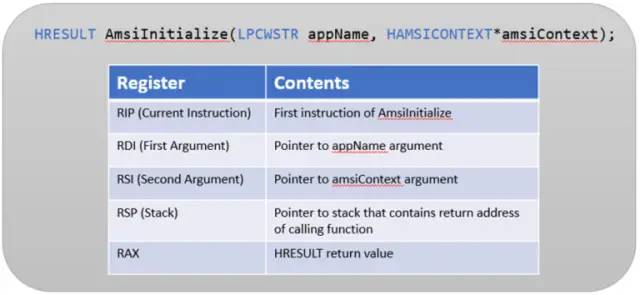 HRESULT AmsiInitialize(LPCWSTR appName, HAMSICONTEXT*amsiContext);
Register Contents
RIP (Current Instruction) First instruction of AmsiInitialize
RDI (First Argument) Pointer to appName argument
RSI (Second Argument) Pointer to amsiContext argument
RSP (Stack) Pointer to stack that contains return address
of calling function
RAX HRESULT return value